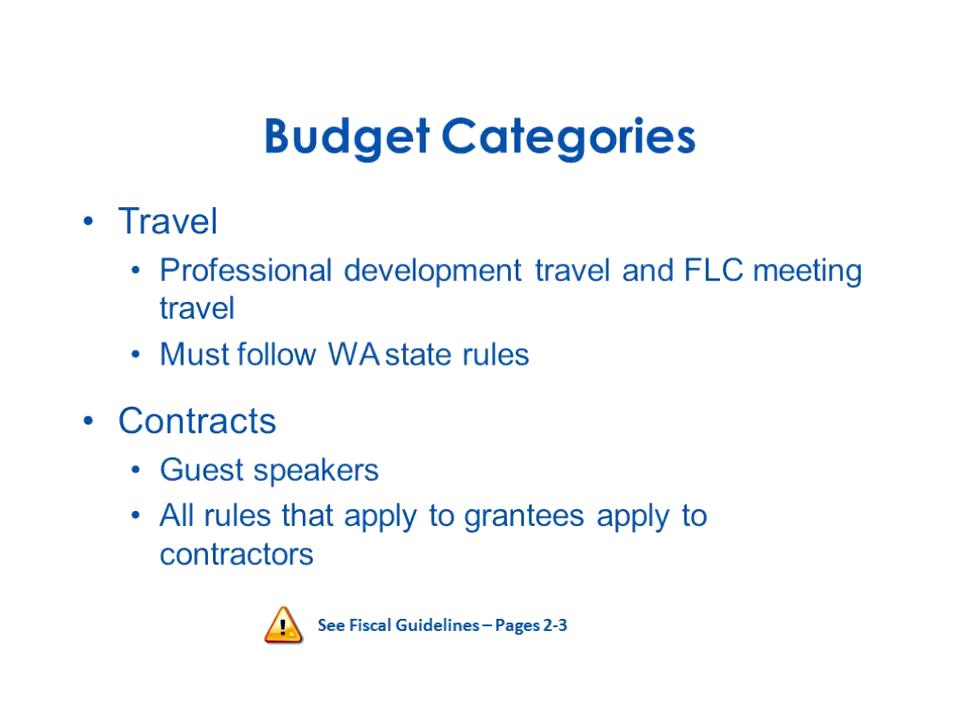 Budget Categories
• Travel
• Professional development travel and FLC meeting
travel
• Must follow WA state rules
• Contracts
• Guest speakers
• All rules that apply to grantees apply to
contractors
See Fiscal Guidelines – Pages 2-3